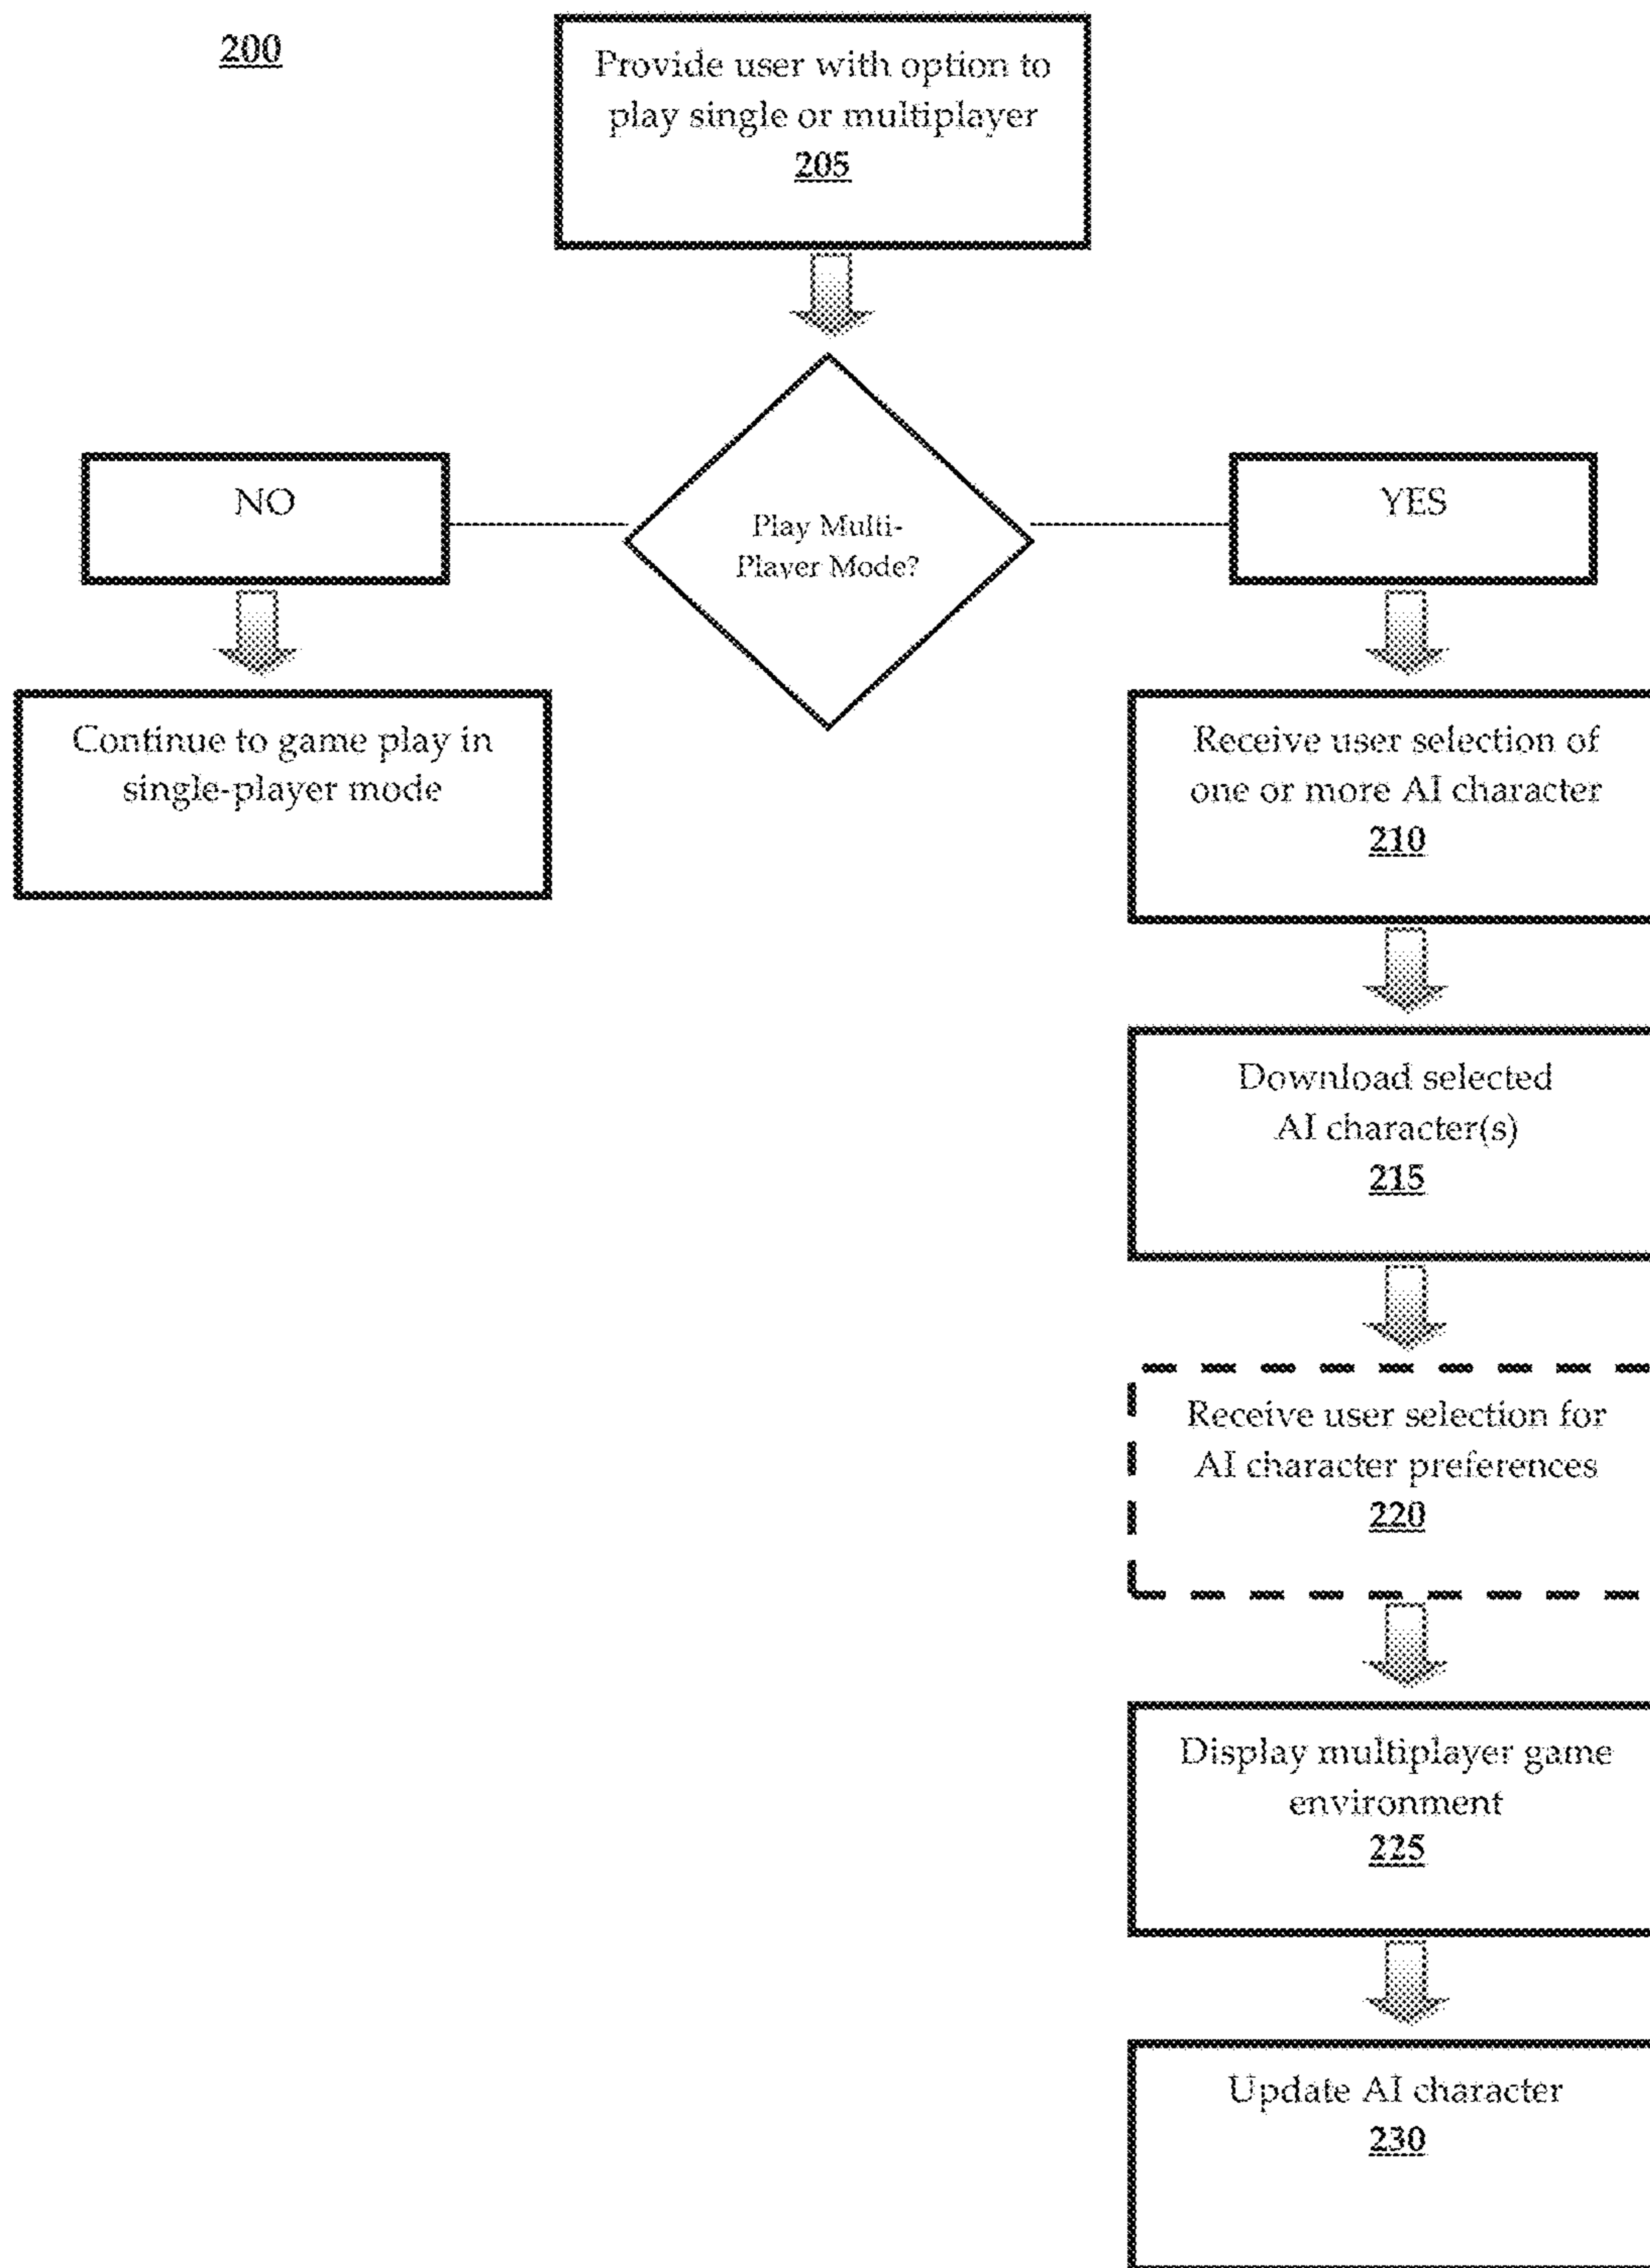 200
Provide user with option to
play single or multiplayer
205
Play Multi-
Player Mode?
NO
YES
Continue to game play in
single-player mode
Receive user selection of
one or more AI character
210
Download selected
AI character(s)
215
Receive user selection for
AI character preferences
220
Display multiplayer game
environment
225
Update AI character
230